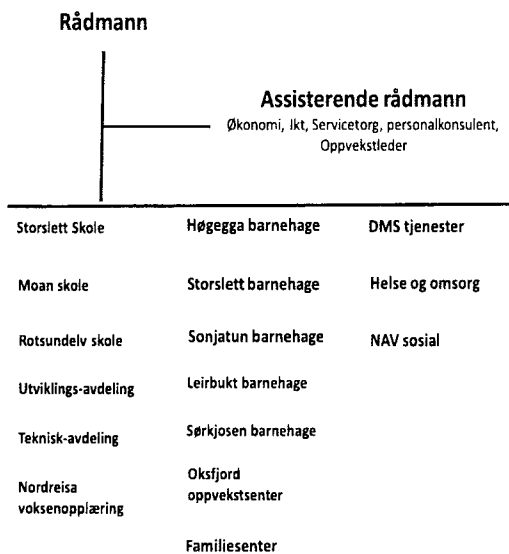 Rådmann
Assisterende rådmann
Økonomi, Ikt, Servicetorg, personalkonsulent,
Oppvekstleder
Storslett Skole
Moan skole
Rotsundelv skole
Utviklings-avdeling
Teknisk-avdeling
Nordreisa
voksenopplæring
Høgegga barnehage
Storslett barnehage
Sonjatun barnehage
Leirbukt barnehage
Sørkjosen barnehage
Oksfjord
oppvekstsenter
Familiesenter
DMS tjenester
Helse og omsorg
NAV sosial